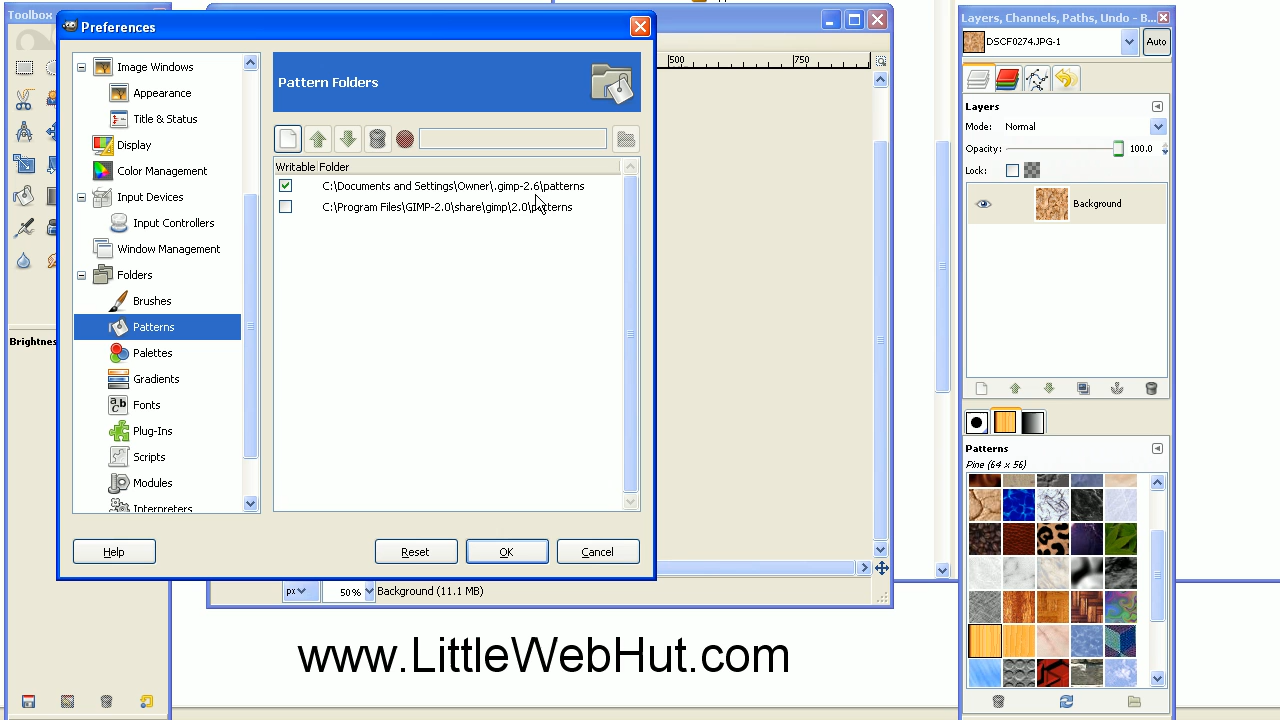 Toolbox
Preferences
Layers, Channels, Paths, Undo - B...
DSCF0274.JPG-1
Auto
500
750
Image Windows
Appearance
Title & Status
Display
Color Management
Input Devices
Input Controllers
Window Management
Folders
Brushes
Patterns
Palettes
Gradients
Fonts
Plug-Ins
Scripts
Modules
Interpreters
Pattern Folders
Writable Folder
C:\Documents and Settings\Owner\.gimp-2.6\patterns
C:\Program Files\GIMP-2.0\share\gimp\2.0\patterns
Help
Reset
OK
Cancel
Brightnes
Layers
Mode: Normal
Opacity: 100.0
Lock:
Background
Patterns
Pine (64 x 56)
px
50%
Background (11.1 MB)
www.LittleWebHut.com